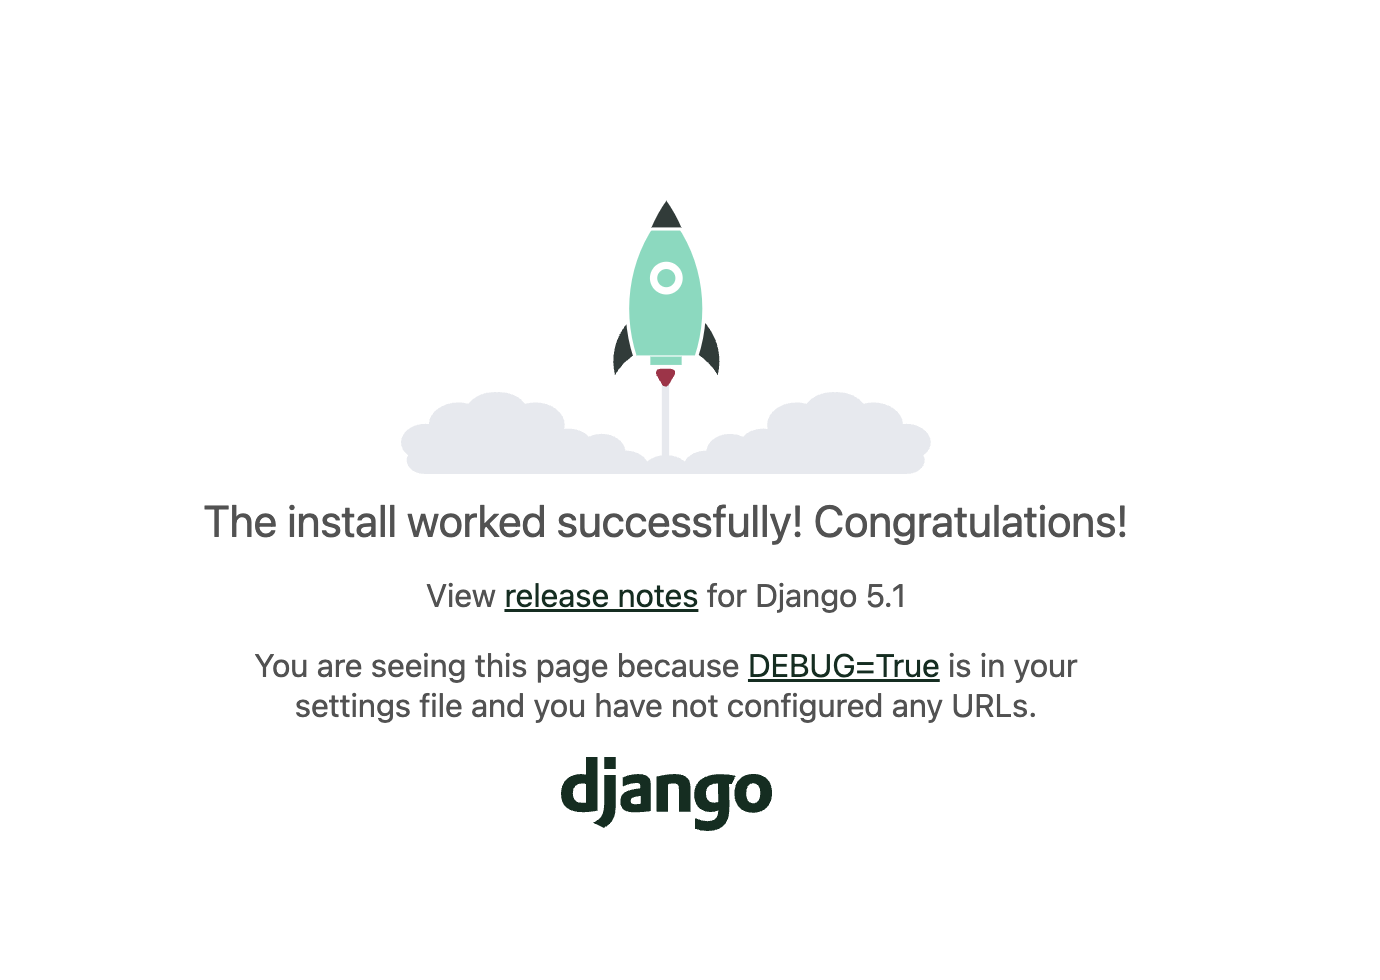 The install worked successfully! Congratulations!
View release notes for Django 5.1
You are seeing this page because DEBUG=True is in your
settings file and you have not configured any URLs.
django